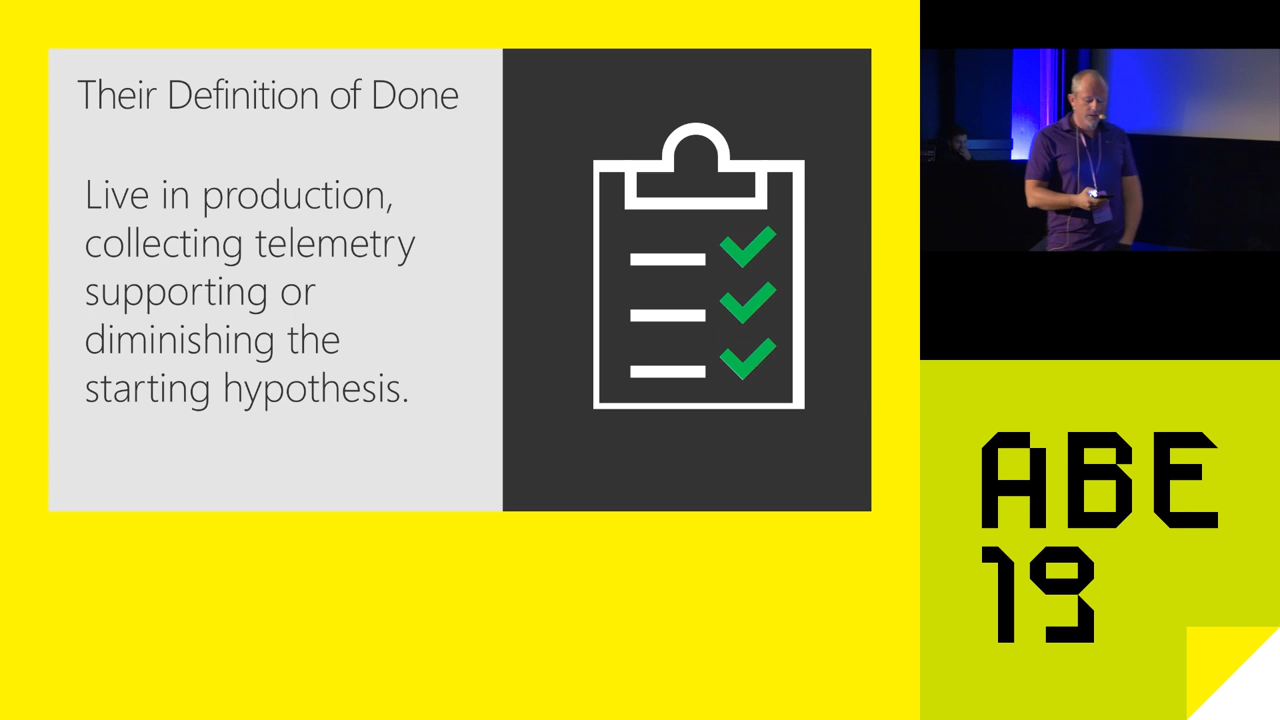 Their Definition of Done
Live in production,
collecting telemetry
supporting or
diminishing the
starting hypothesis.
ABE
19